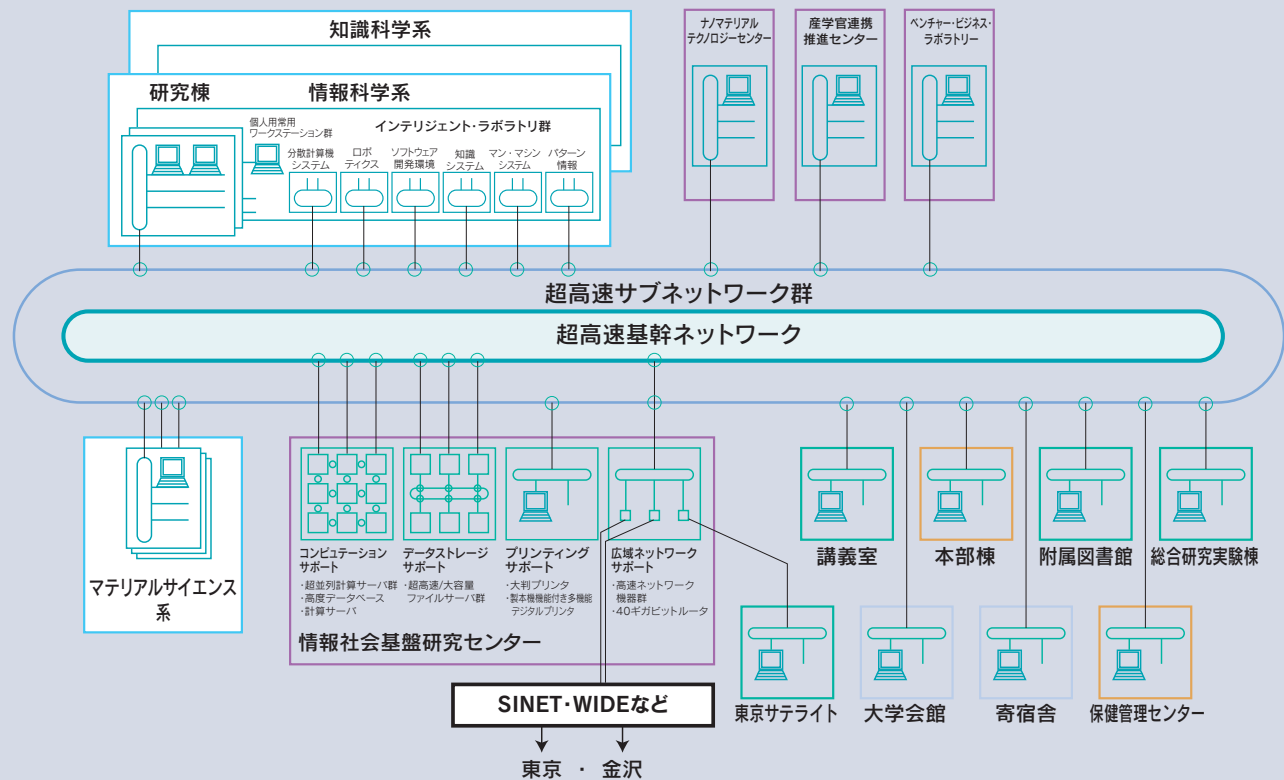 知識科学系
研究棟
情報科学系
個人用常用
ワークステーション群
インテリジェント・ラボラトリ群
分散計算機
システム
ロボ
ティクス
ソフトウェア
開発環境
知識
システム
マン・マシン
システム
パターン
情報
ナノマテリアル
テクノロジーセンター
産学官連携
推進センター
ベンチャー・ビジネス・
ラボラトリー
超高速サブネットワーク群
超高速基幹ネットワーク
マテリアルサイエンス
系
コンピュテーション
サポート
・超並列計算サーバ群
・高度データベース
・計算サーバ
データストレージ
サポート
・超高速/大容量
ファイルサーバ群
プリンティング
サポート
・大判プリンタ
・製本機機能付き多機能
デジタルプリンタ
広域ネットワーク
サポート
・高速ネットワーク
機器群
・40ギガビットルータ
情報社会基盤研究センター
講義室
本部棟
附属図書館
総合研究実験棟
東京サテライト
大学会館
寄宿舎
保健管理センター
SINET・WIDEなど
東京 ・ 金沢